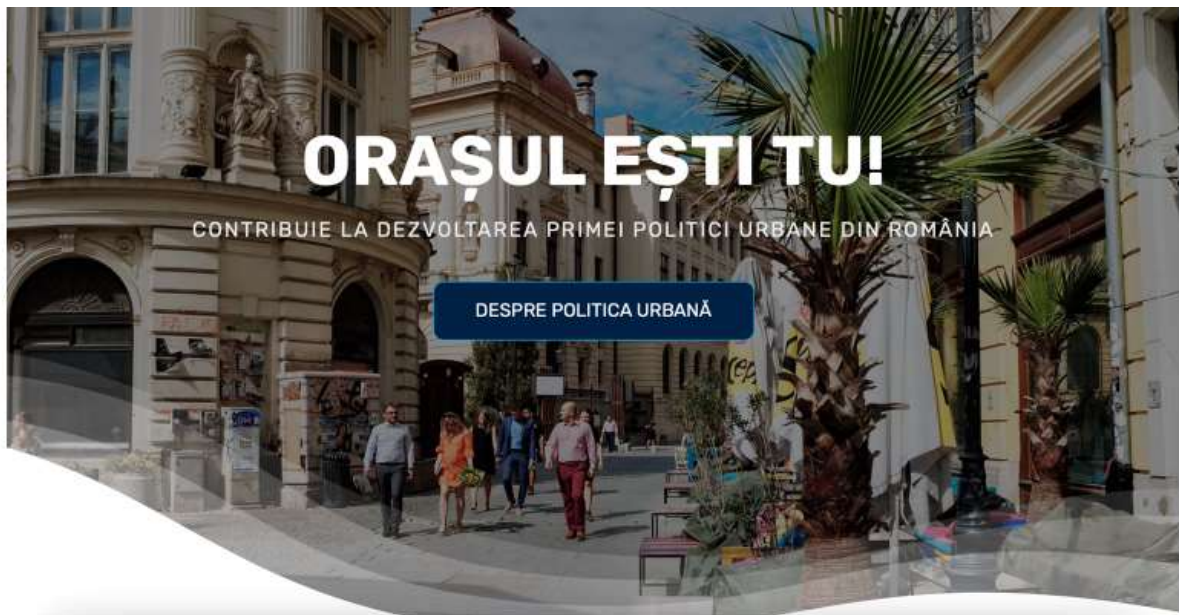 ORAȘUL EȘTI TU!
CONTRIBUIE LA DEZVOLTAREA PRIMEI POLITICI URBANE DIN ROMÂNIA
DESPRE POLITICA URBANĂ